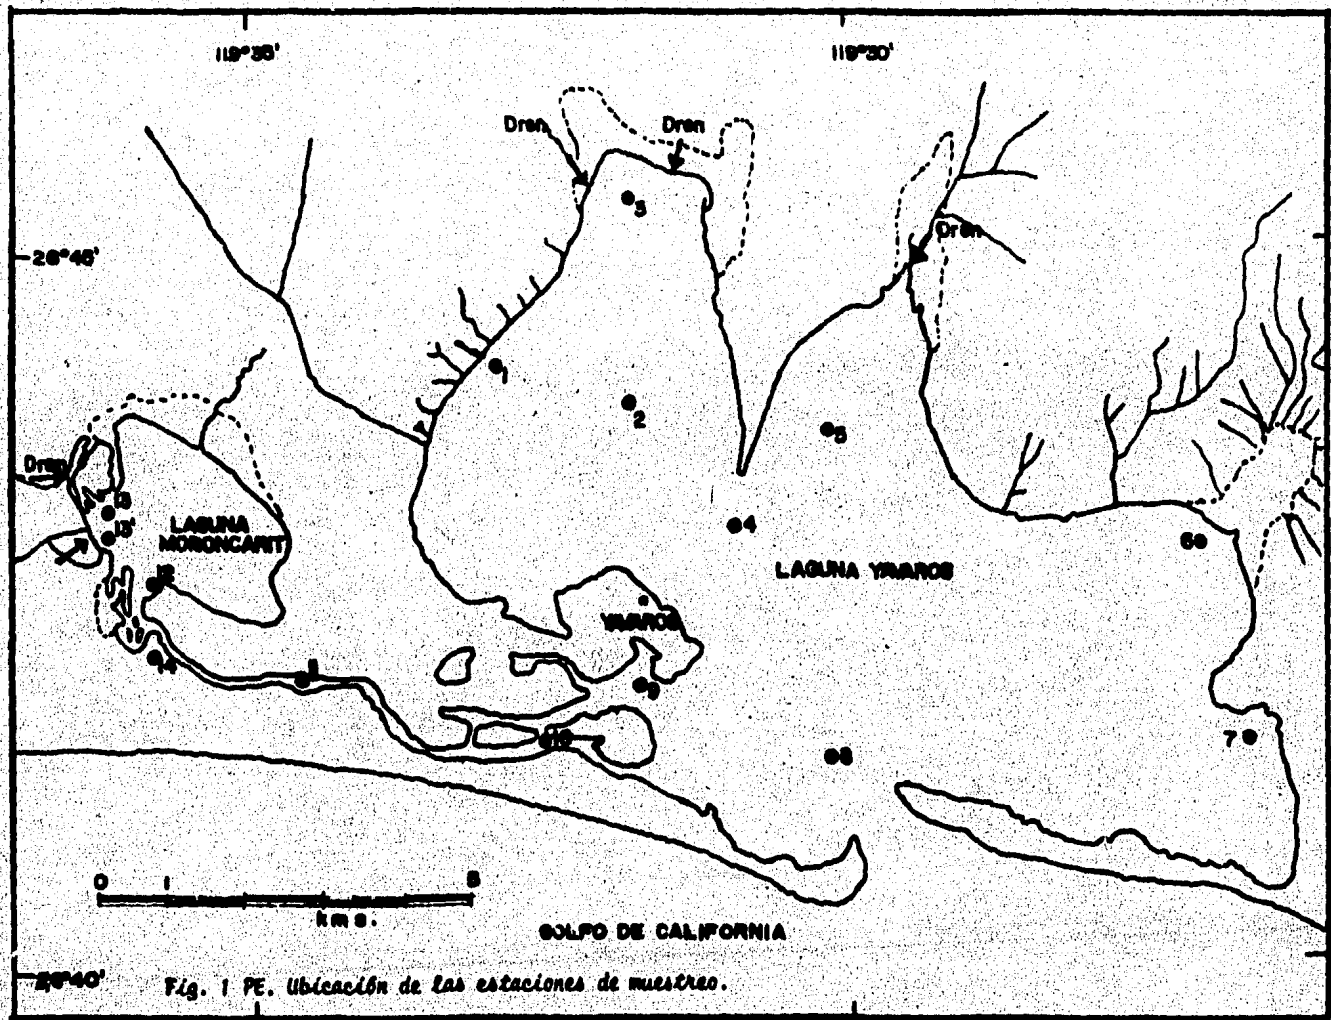 119°35'
119°30'
Dren
Dren
3
Dren
26°45'
1
2
5
Dren
13
13'
LAGUNA
MORONCARIT
4
6
LAGUNA YAVAROS
12
YAVAROS
11
14
9
10
7
8
0 1 5
kms.
GOLFO DE CALIFORNIA
26°40'
Fig. 1 PE. Ubicación de las estaciones de muestreo.